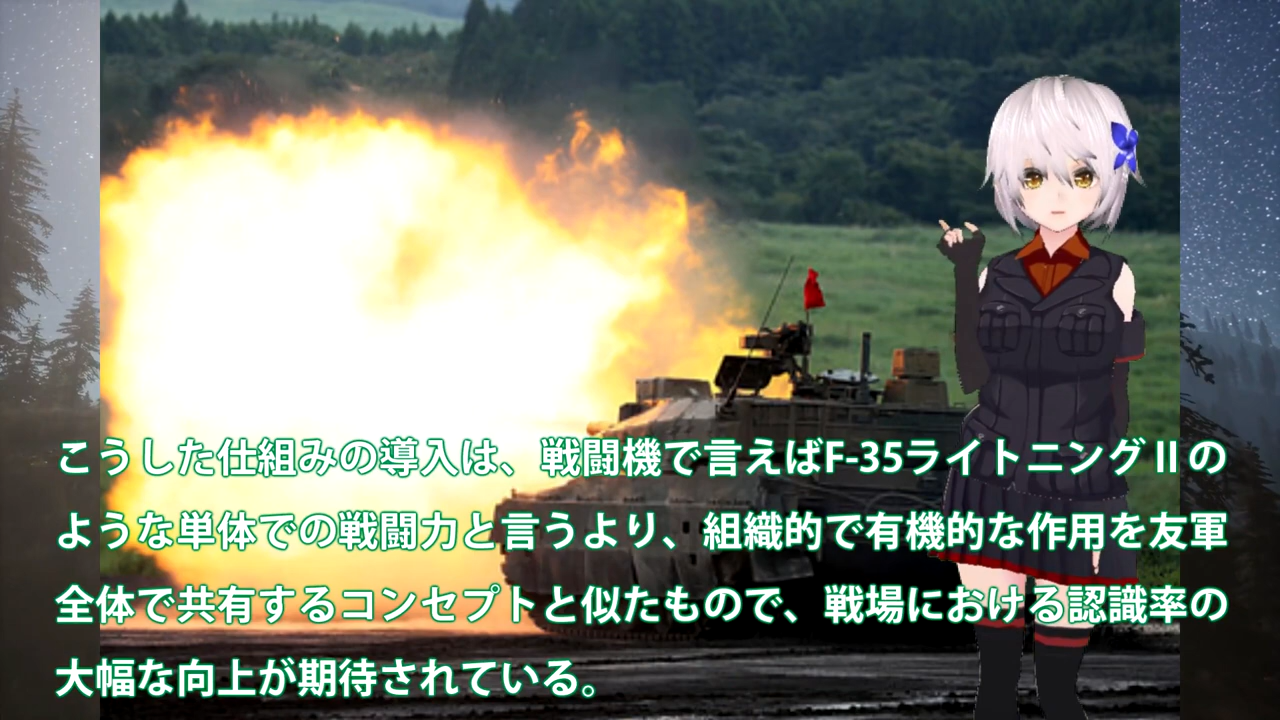 こうした仕組みの導入は、戦闘機で言えばF-35ライトニングⅡの
ような単体での戦闘力と言うより、組織的で有機的な作用を友軍
全体で共有するコンセプトと似たもので、戦場における認識率の
大幅な向上が期待されている。